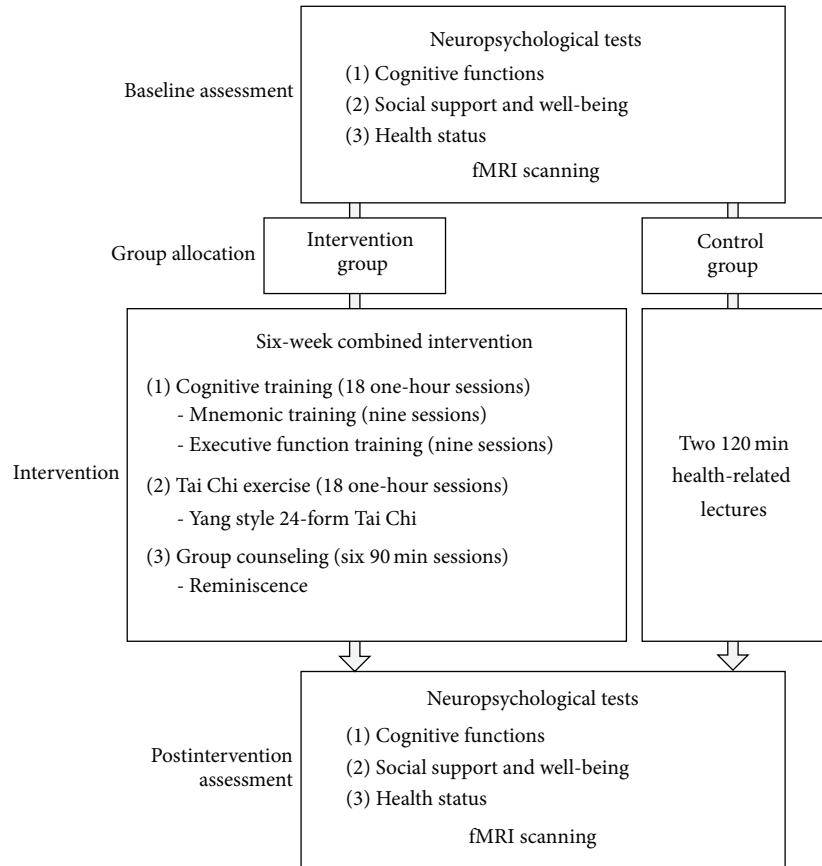 Baseline assessment
Neuropsychological tests
(1) Cognitive functions
(2) Social support and well-being
(3) Health status
fMRI scanning
Group allocation
Intervention
group
Control
group
Intervention
Six-week combined intervention
(1) Cognitive training (18 one-hour sessions)
- Mnemonic training (nine sessions)
- Executive function training (nine sessions)
(2) Tai Chi exercise (18 one-hour sessions)
- Yang style 24-form Tai Chi
(3) Group counseling (six 90 min sessions)
- Reminiscence
Two 120 min
health-related
lectures
Postintervention
assessment
Neuropsychological tests
(1) Cognitive functions
(2) Social support and well-being
(3) Health status
fMRI scanning